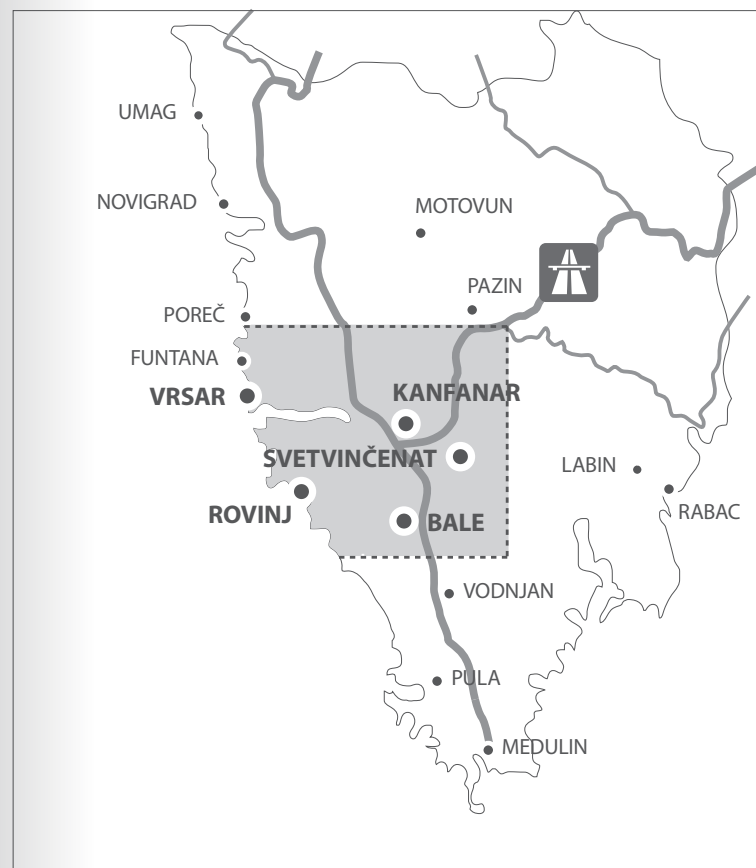 UMAG
NOVIGRAD
MOTOVUN
PAZIN
POREČ
FUNTANA
VRSAR
KANFANAR
SVETVINČENAT
LABIN
RABAC
ROVINJ
BALE
VODNJAN
PULA
MEDULIN